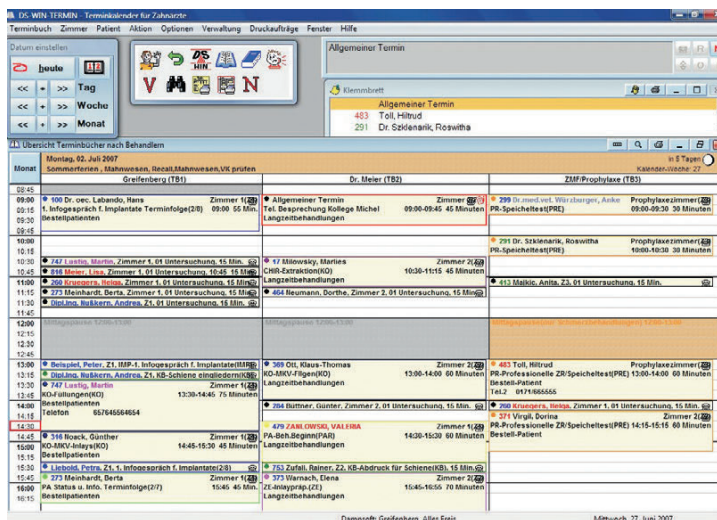 DS-WIN-TERMIN - Terminkalender für Zahnärzte
Terminbuch Zimmer Patient Aktion Optionen Verwaltung Druckaufträge Fenster Hilfe
Datum einstellen
heute
<< + >> Tag
<< + >> Woche
<< + >> Monat
DS
WIN
V N
Allgemeiner Termin
Klemmbrett
Allgemeiner Termin
483 Toll, Hiltrud
291 Dr. Szklenarik, Roswitha
Übersicht Terminbücher nach Behandlern
Monat
Montag, 02. Juli 2007
Sommerferien , Mahnwesen, Recall,Mahnwesen,VK prüfen
in 5 Tagen
Kalender-Woche: 27
Greifenberg (TB1) Dr. Meier (TB2) ZMF/Prophylaxe (TB3)
08:45
09:00
09:15
09:30
09:45
10:00
10:15
10:30
10:45
11:00
11:15
11:30
11:45
12:00
12:15
12:30
12:45
13:00
13:15
13:30
13:45
14:00
14:15
14:30
14:45
15:00
15:15
15:30
15:45
16:00
16:15
100 Dr. oec. Labando, Hans Zimmer 1
1. Infogespräch f. Implantate Terminfolge(2/8) 09:00 55 Min.
Bestellpatienten
747 Lustig, Martin, Zimmer 1, 01 Untersuchung, 15 Min.
816 Meier, Lisa, Zimmer 1, 01 Untersuchung, 10:45 15 Min.
260 Kruegers, Helga, Zimmer 1, 01 Untersuchung, 15 Min.
273 Meinhardt, Berta, Zimmer 1, 01 Untersuchung, 15 Min.
Dipl.Ing. Nußkern, Andrea, Z1, 01 Untersuchung, 15 Min.
Mittagspause 12:00-13:00
Beispiel, Peter, Z1, IMP-1. Infogespräch f. Implantate(IMP)
Dipl.Ing. Nußkern, Andrea, Z1, KB-Schiene eingliedern(KB)
747 Lustig, Martin Zimmer 1
KO-Füllungen(KO) 13:30-14:45 75 Minuten
Bestellpatienten
Telefon 657645564654
316 Noack, Günther Zimmer 1
KO-MKV-Inlays(KO) 14:45-15:30 45 Minuten
Bestellpatienten
Liebold, Petra, Z1, 1. Infogespräch f. Implantate(2/8)
273 Meinhardt, Berta Zimmer 1
PA Status u. Info. Terminfolge(2/7) 15:45 45 Min.
Bestellpatienten
Allgemeiner Termin Zimmer
Tel. Besprechung Kollege Michel 09:00-09:45 45 Minuten
Langzeitbehandlungen
17 Milowsky, Marlies Zimmer 2
CHIR-Extraktion(KO) 10:30-11:15 45 Minuten
Langzeitbehandlungen
464 Neumann, Dorthe, Zimmer 2, 01 Untersuchung, 15 Min.
Mittagspause 12:00-13:00
369 Ott, Klaus-Thomas Zimmer 2
KO-MKV-Fllgen(KO) 13:00-14:00 60 Minuten
Langzeitbehandlungen
284 Büttner, Günter, Zimmer 2, 01 Untersuchung, 15 Min.
479 ZANLOWSKI, VALERIA Zimmer 1
PA-Beh.Beginn(PAR) 14:30-15:30 60 Minuten
Langzeitbehandlungen
753 Zufall, Rainer, Z2, KB-Abdruck für Schiene(KB), 15 Min.
373 Warnach, Elena Zimmer 2
ZE-Inlaypräp.(ZE) 15:45-16:55 70 Minuten
Langzeitbehandlungen
299 Dr.med.vet. Würzburger, Anke Prophylaxezimmer
PR-Speicheltest(PRE) 09:00-09:30 30 Minuten
291 Dr. Szklenarik, Roswitha Prophylaxezimmer
PR-Speicheltest(PRE) 10:00-10:30 30 Minuten
413 Malkic, Anita, Z3, 01 Untersuchung, 15 Min.
483 Toll, Hiltrud Prophylaxezimmer
PR-Professionelle ZR/Speicheltest(PRE) 13:00-14:00 60 Minuten
Bestell-Patient
Tel.2 0171/665555
260 Kruegers, Helga, Zimmer 1, 01 Untersuchung, 15 Min.
371 Virgil, Dorina Zimmer 2
PR-Professionelle ZR/Speicheltest(PRE) 14:15-15:15 60 Minuten
Bestell-Patient
Dampsoft: Greifenberg, Alles Freis
Mittwoch, 27. Juni 2007